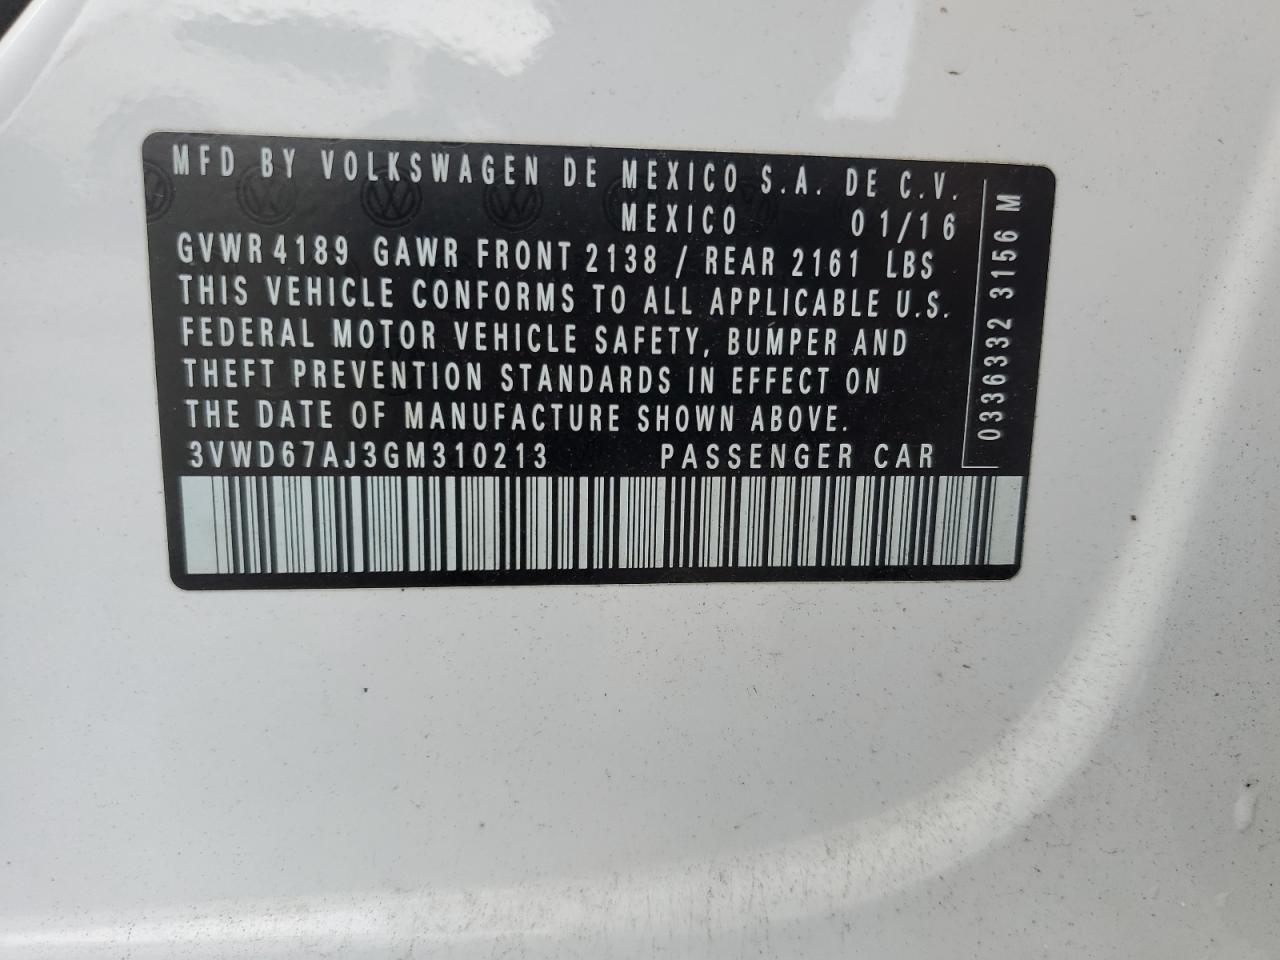 MFD BY VOLKSWAGEN DE MEXICO S.A. DE C.V.
MEXICO 01/16
GVWR 4189 GAWR FRONT 2138 / REAR 2161 LBS
THIS VEHICLE CONFORMS TO ALL APPLICABLE U.S.
FEDERAL MOTOR VEHICLE SAFETY, BUMPER AND
THEFT PREVENTION STANDARDS IN EFFECT ON
THE DATE OF MANUFACTURE SHOWN ABOVE.
3VWD67AJ3GM310213 PASSENGER CAR
0336332 3156 M